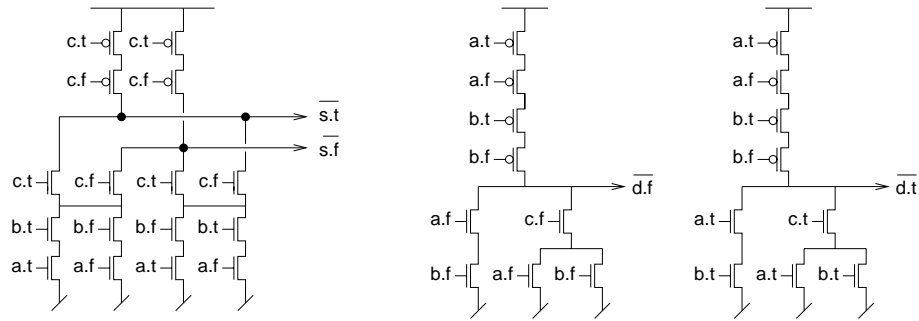 c.t c.t
c.f c.f
s.t
s.f
c.t c.f c.t c.f
b.t b.f b.f b.t
a.t a.f a.t a.f
a.t
a.f
b.t
b.f
d.f
a.f c.f
b.f a.f b.f
a.t
a.f
b.t
b.f
d.t
a.t c.t
b.t a.t b.t